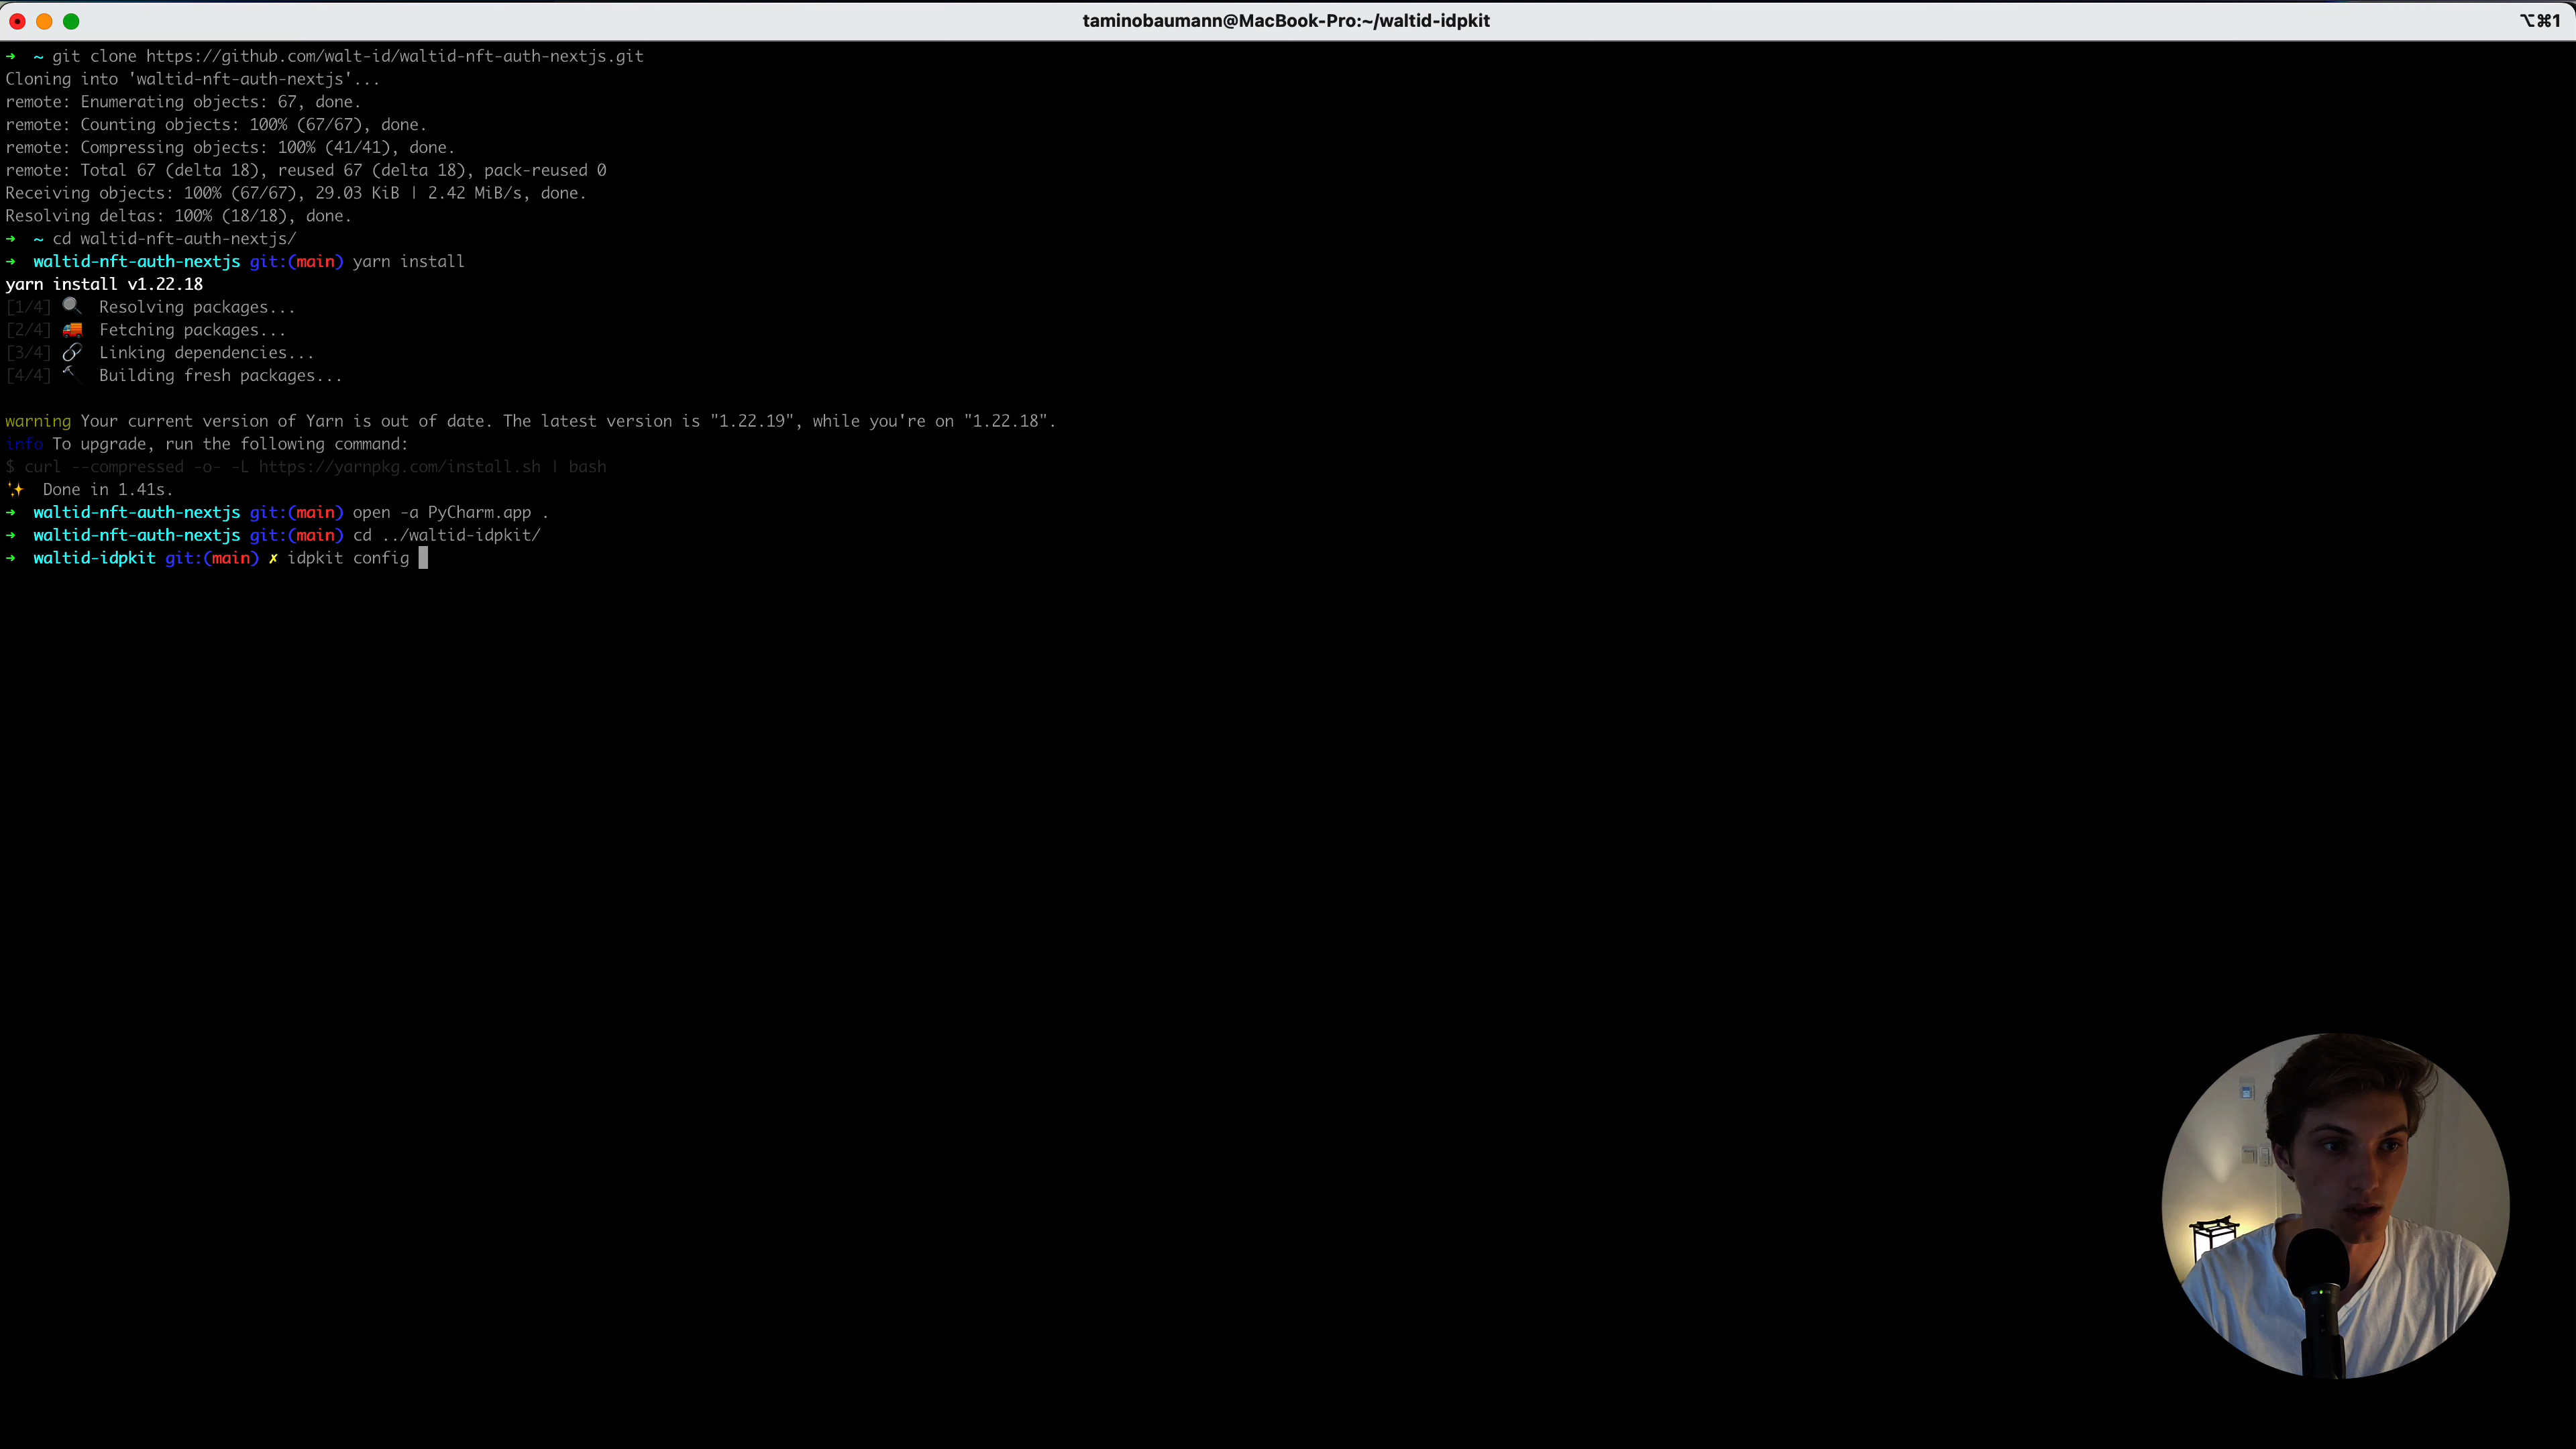 taminobaumann@MacBook-Pro:~/waltid-idpkit
⌥⌘1
➜ ~ git clone https://github.com/walt-id/waltid-nft-auth-nextjs.git
Cloning into 'waltid-nft-auth-nextjs'...
remote: Enumerating objects: 67, done.
remote: Counting objects: 100% (67/67), done.
remote: Compressing objects: 100% (41/41), done.
remote: Total 67 (delta 18), reused 67 (delta 18), pack-reused 0
Receiving objects: 100% (67/67), 29.03 KiB | 2.42 MiB/s, done.
Resolving deltas: 100% (18/18), done.
➜ ~ cd waltid-nft-auth-nextjs/
➜ waltid-nft-auth-nextjs git:(main) yarn install
yarn install v1.22.18
[1/4] 🔍 Resolving packages...
[2/4] 🚚 Fetching packages...
[3/4] 🔗 Linking dependencies...
[4/4] 🔨 Building fresh packages...
warning Your current version of Yarn is out of date. The latest version is "1.22.19", while you're on "1.22.18".
info To upgrade, run the following command:
$ curl --compressed -o- -L https://yarnpkg.com/install.sh | bash
✨ Done in 1.41s.
➜ waltid-nft-auth-nextjs git:(main) open -a PyCharm.app .
➜ waltid-nft-auth-nextjs git:(main) cd ../waltid-idpkit/
➜ waltid-idpkit git:(main) ✗ idpkit config